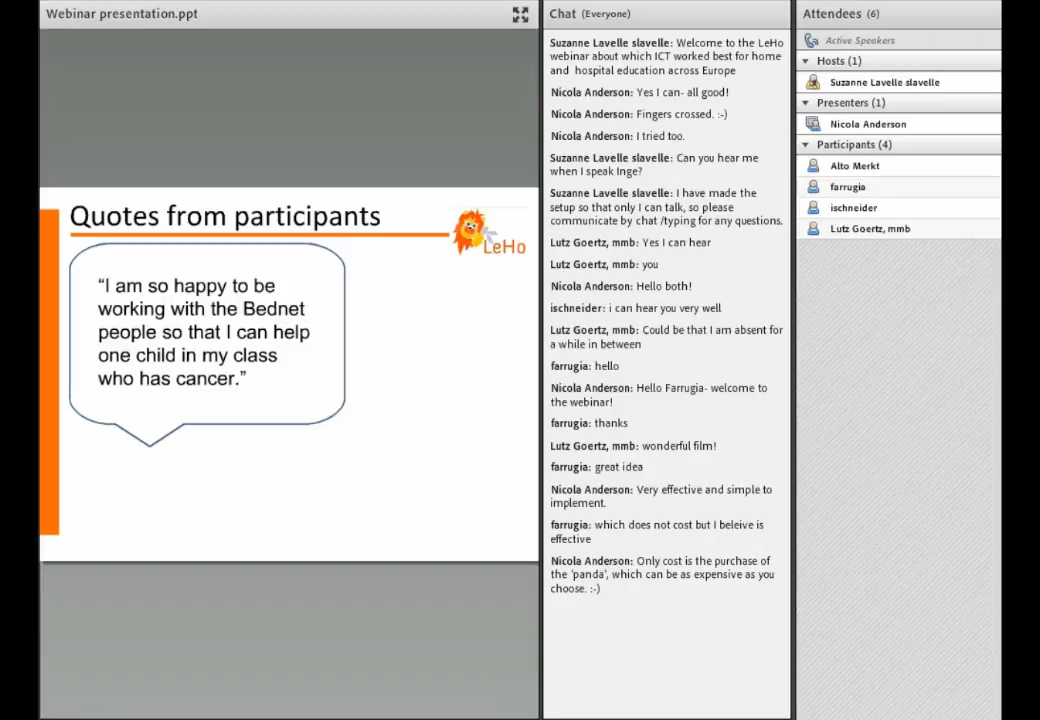 Webinar presentation.ppt
Quotes from participants
LeHo
“I am so happy to be
working with the Bednet
people so that I can help
one child in my class
who has cancer.”
Chat (Everyone)
Suzanne Lavelle slavelle: Welcome to the LeHo
webinar about which ICT worked best for home
and hospital education across Europe
Nicola Anderson: Yes I can- all good!
Nicola Anderson: Fingers crossed. :-)
Nicola Anderson: I tried too.
Suzanne Lavelle slavelle: Can you hear me
when I speak Inge?
Suzanne Lavelle slavelle: I have made the
setup so that only I can talk, so please
communicate by chat /typing for any questions.
Lutz Goertz, mmb: Yes I can hear
Lutz Goertz, mmb: you
Nicola Anderson: Hello both!
ischneider: i can hear you very well
Lutz Goertz, mmb: Could be that I am absent for
a while in between
farrugia: hello
Nicola Anderson: Hello Farrugia- welcome to
the webinar!
farrugia: thanks
Lutz Goertz, mmb: wonderful film!
farrugia: great idea
Nicola Anderson: Very effective and simple to
implement.
farrugia: which does not cost but I beleive is
effective
Nicola Anderson: Only cost is the purchase of
the 'panda', which can be as expensive as you
choose. :-)
Attendees (6)
Active Speakers
Hosts (1)
Suzanne Lavelle slavelle
Presenters (1)
Nicola Anderson
Participants (4)
Alto Merkt
farrugia
ischneider
Lutz Goertz, mmb